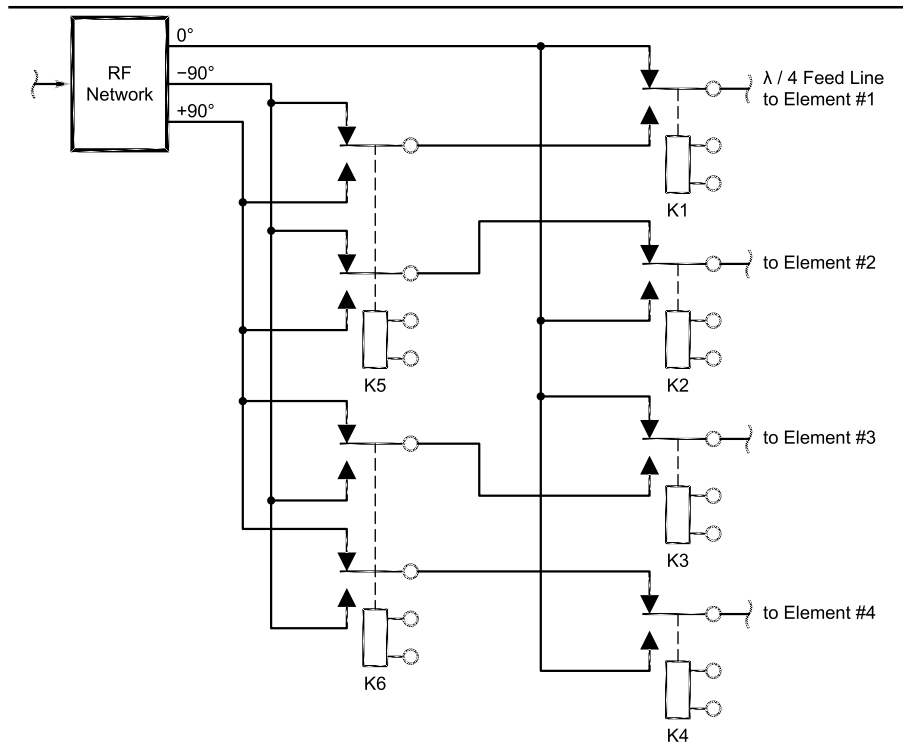 0°
RF
Network
−90°
+90°
λ / 4 Feed Line
to Element #1
K1
to Element #2
K5
K2
to Element #3
K3
to Element #4
K6
K4